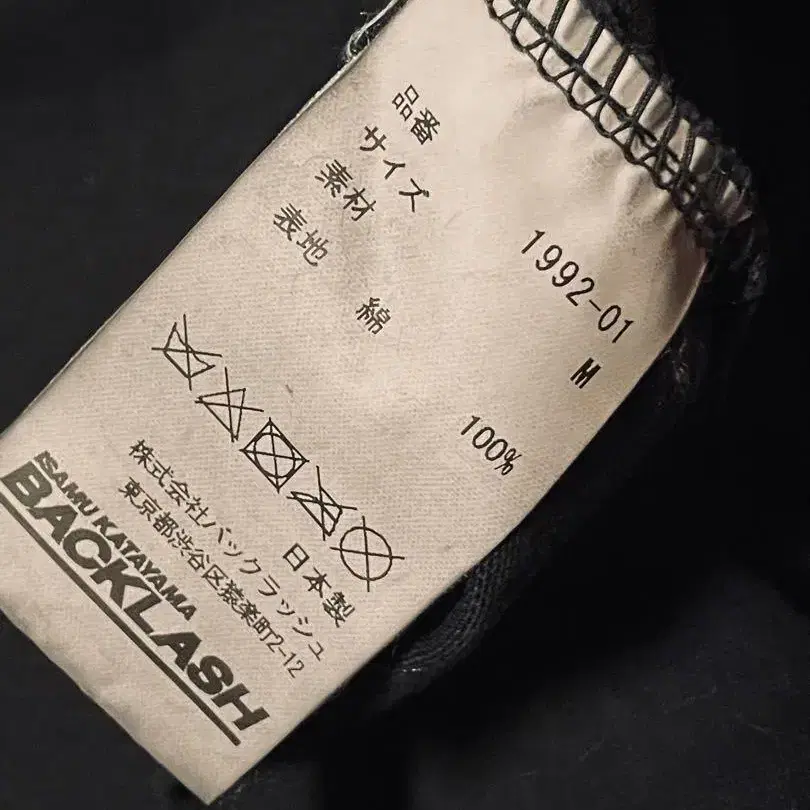 品番 1992-01
サイズ M
素材
表地 綿 100%
日本製
株式会社バックラッシュ
東京都渋谷区猿楽町2-12
ISAMU KATAYAMA
BACKLASH